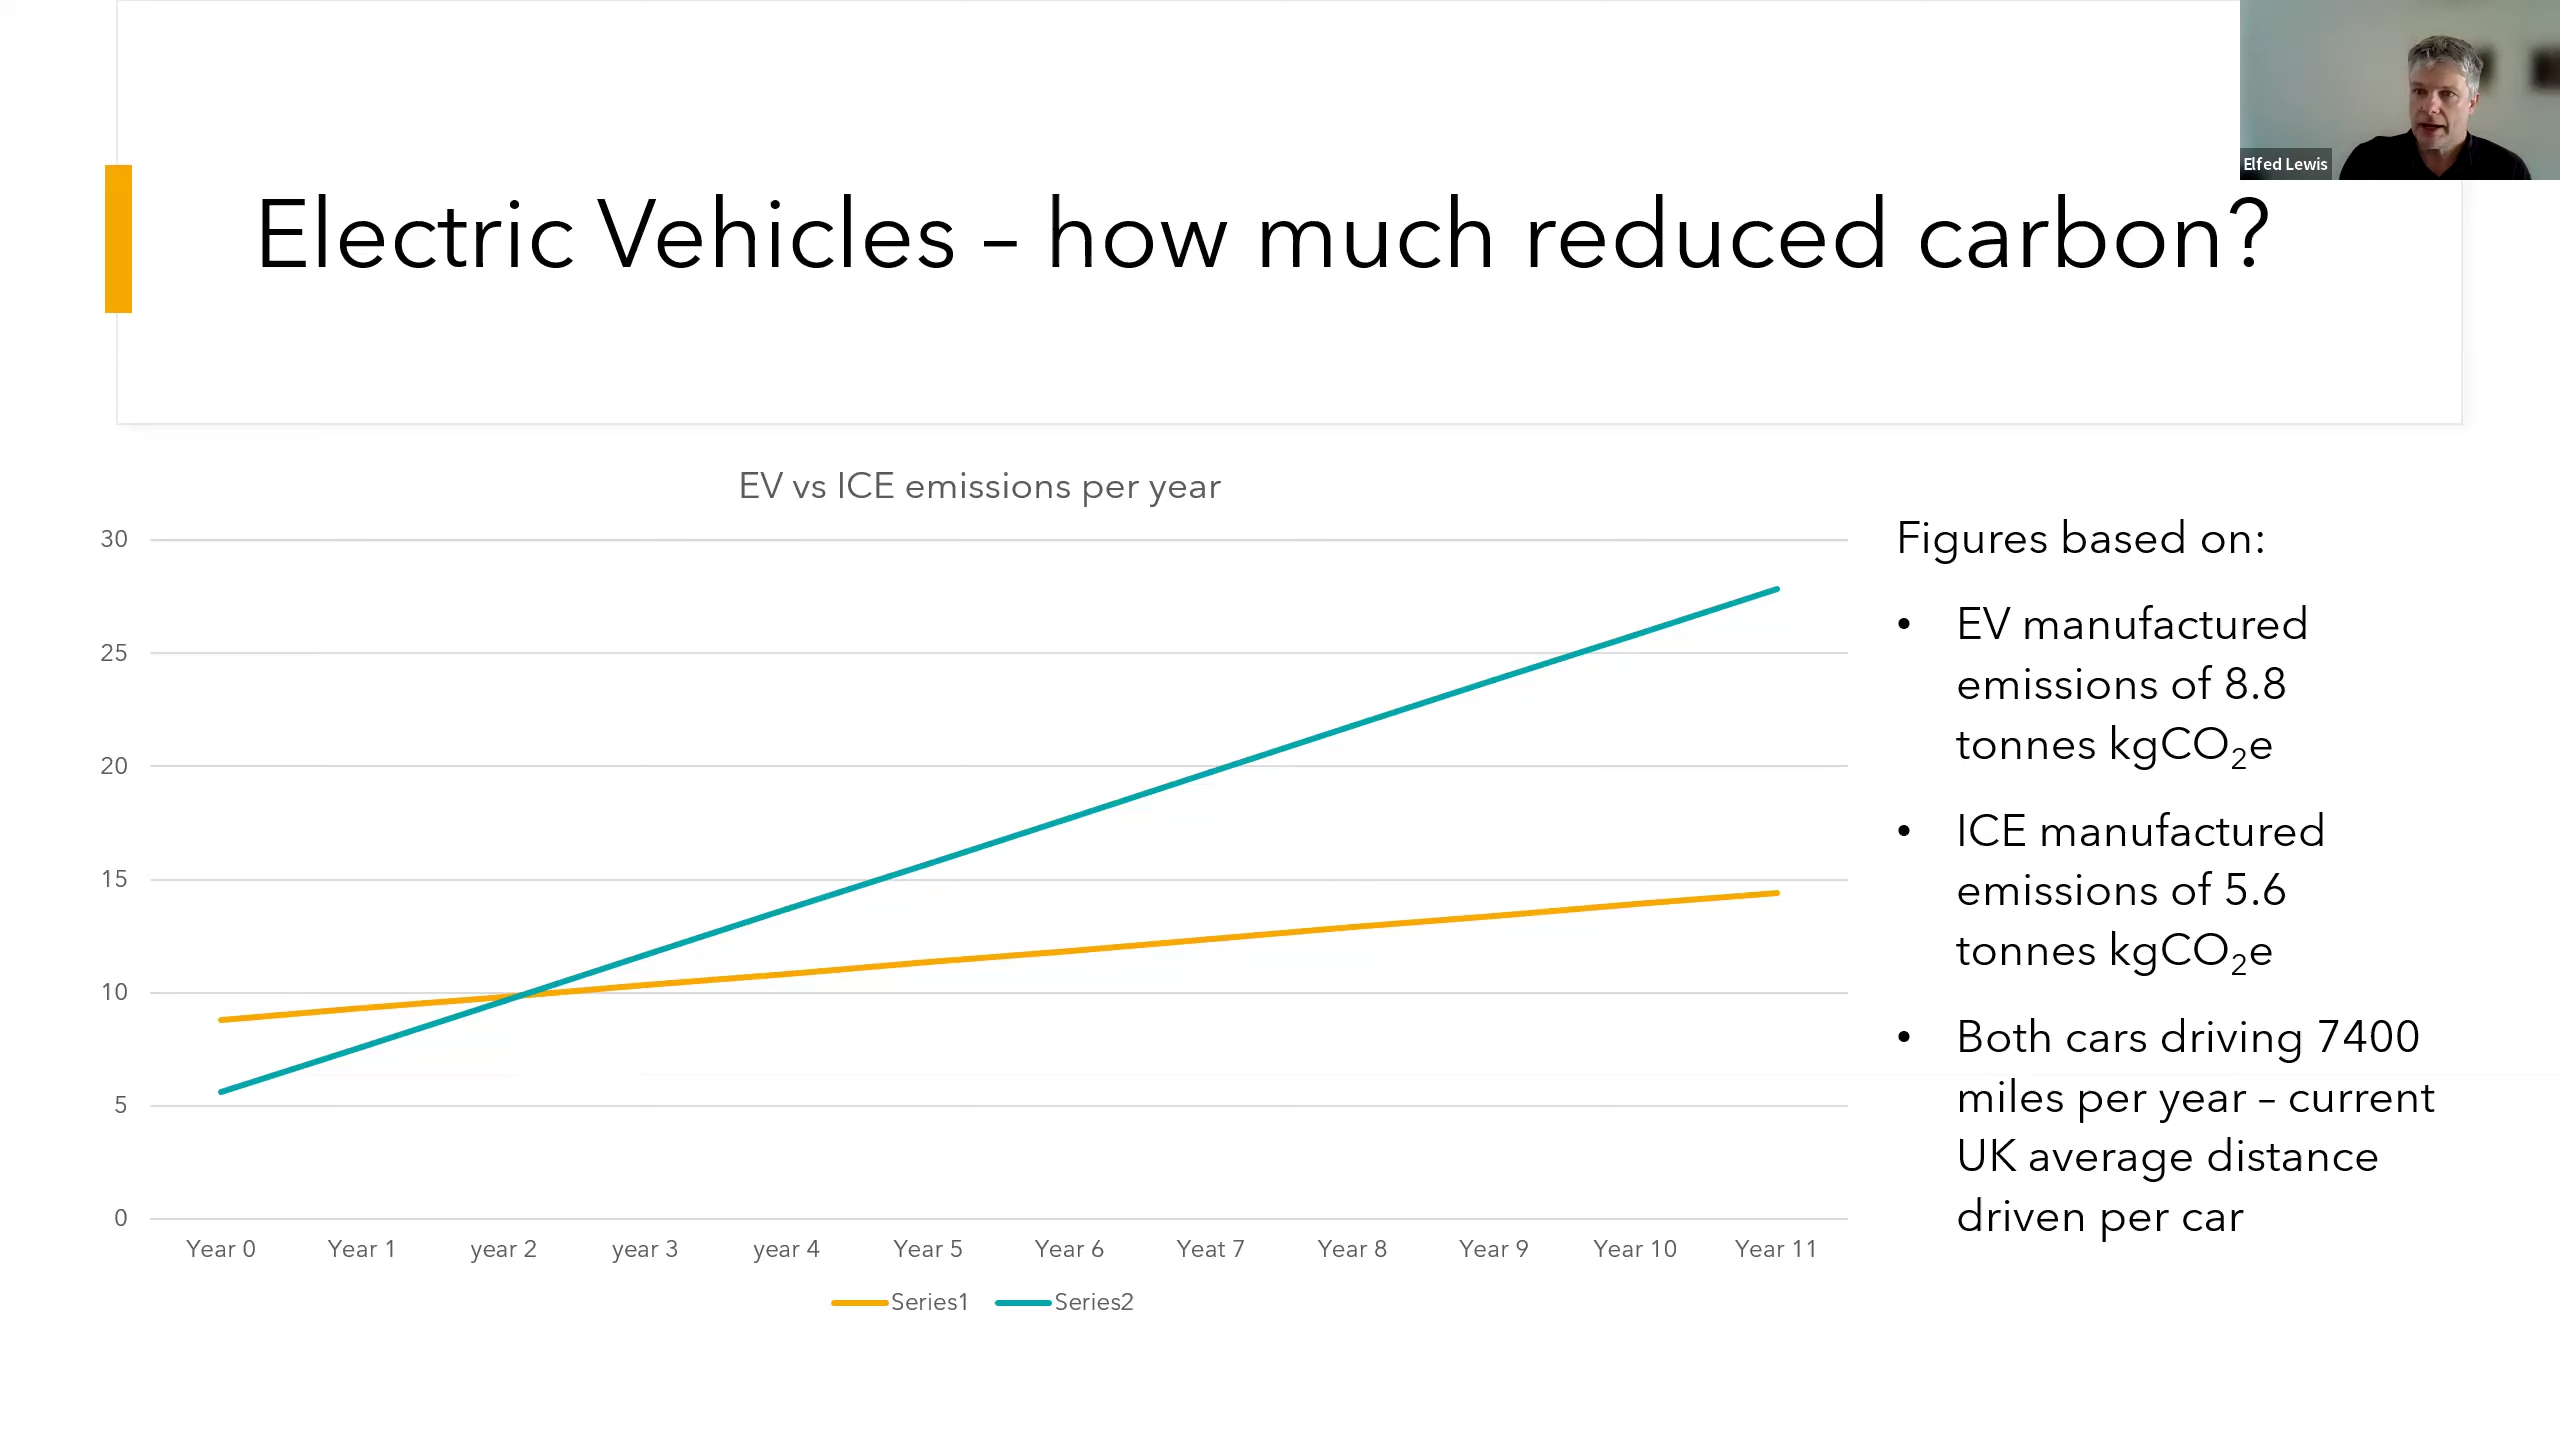 Elfed Lewis
Electric Vehicles – how much reduced carbon?
EV vs ICE emissions per year
30
25
20
15
10
5
0
Year 0 Year 1 year 2 year 3 year 4 Year 5 Year 6 Yeat 7 Year 8 Year 9 Year 10 Year 11
Series1 Series2
Figures based on:
• EV manufactured
emissions of 8.8
tonnes kgCO₂e
• ICE manufactured
emissions of 5.6
tonnes kgCO₂e
• Both cars driving 7400
miles per year – current
UK average distance
driven per car